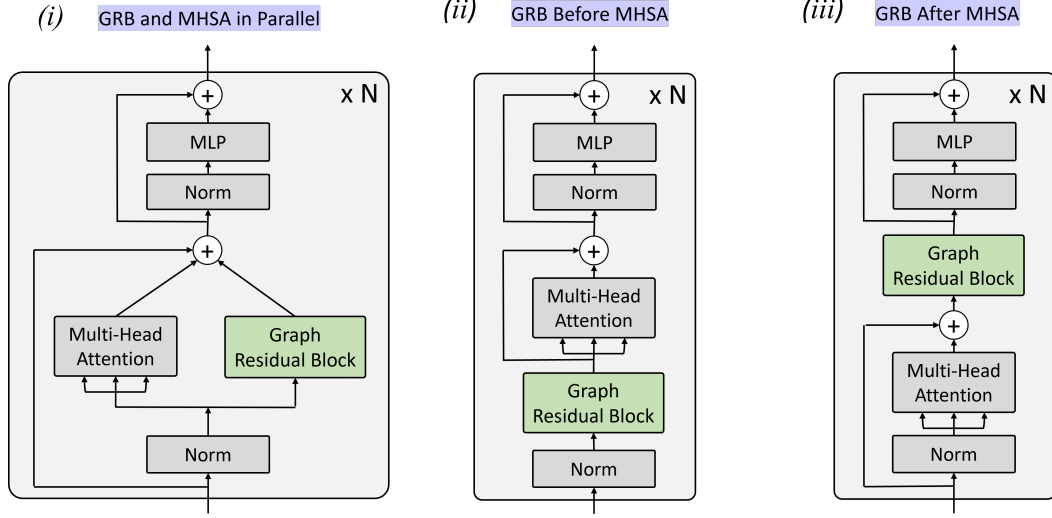 (i) GRB and MHSA in Parallel
x N
+
MLP
Norm
+
Multi-Head
Attention
Graph
Residual Block
Norm
(ii) GRB Before MHSA
x N
+
MLP
Norm
+
Multi-Head
Attention
Graph
Residual Block
Norm
(iii) GRB After MHSA
x N
+
MLP
Norm
Graph
Residual Block
+
Multi-Head
Attention
Norm